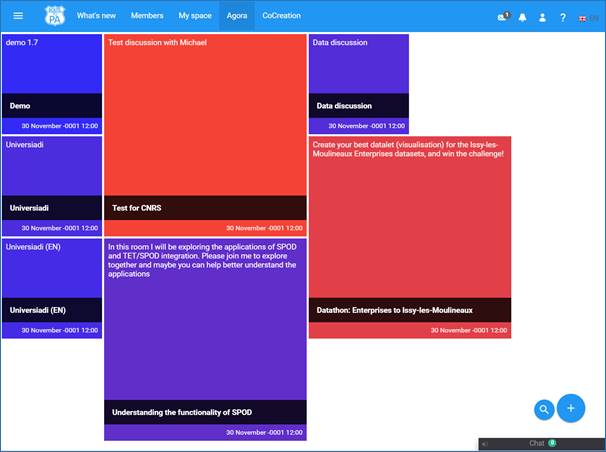 ROUTE
PA
What's new
Members
My space
Agora
CoCreation
1
?
EN
demo 1.7
Demo
30 November -0001 12:00
Universiadi
Universiadi
30 November -0001 12:00
Universiadi (EN)
Universiadi (EN)
30 November -0001 12:00
Test discussion with Michael
Test for CNRS
30 November -0001 12:00
In this room I will be exploring the applications of SPOD
and TET/SPOD integration. Please join me to explore
together and maybe you can help better understand the
applications
Understanding the functionality of SPOD
30 November -0001 12:00
Data discussion
Data discussion
30 November -0001 12:00
Create your best datalet (visualisation) for the Issy-les-
Moulineaux Enterprises datasets, and win the challenge!
Datathon: Enterprises to Issy-les-Moulineaux
30 November -0001 12:00
+
Chat 0